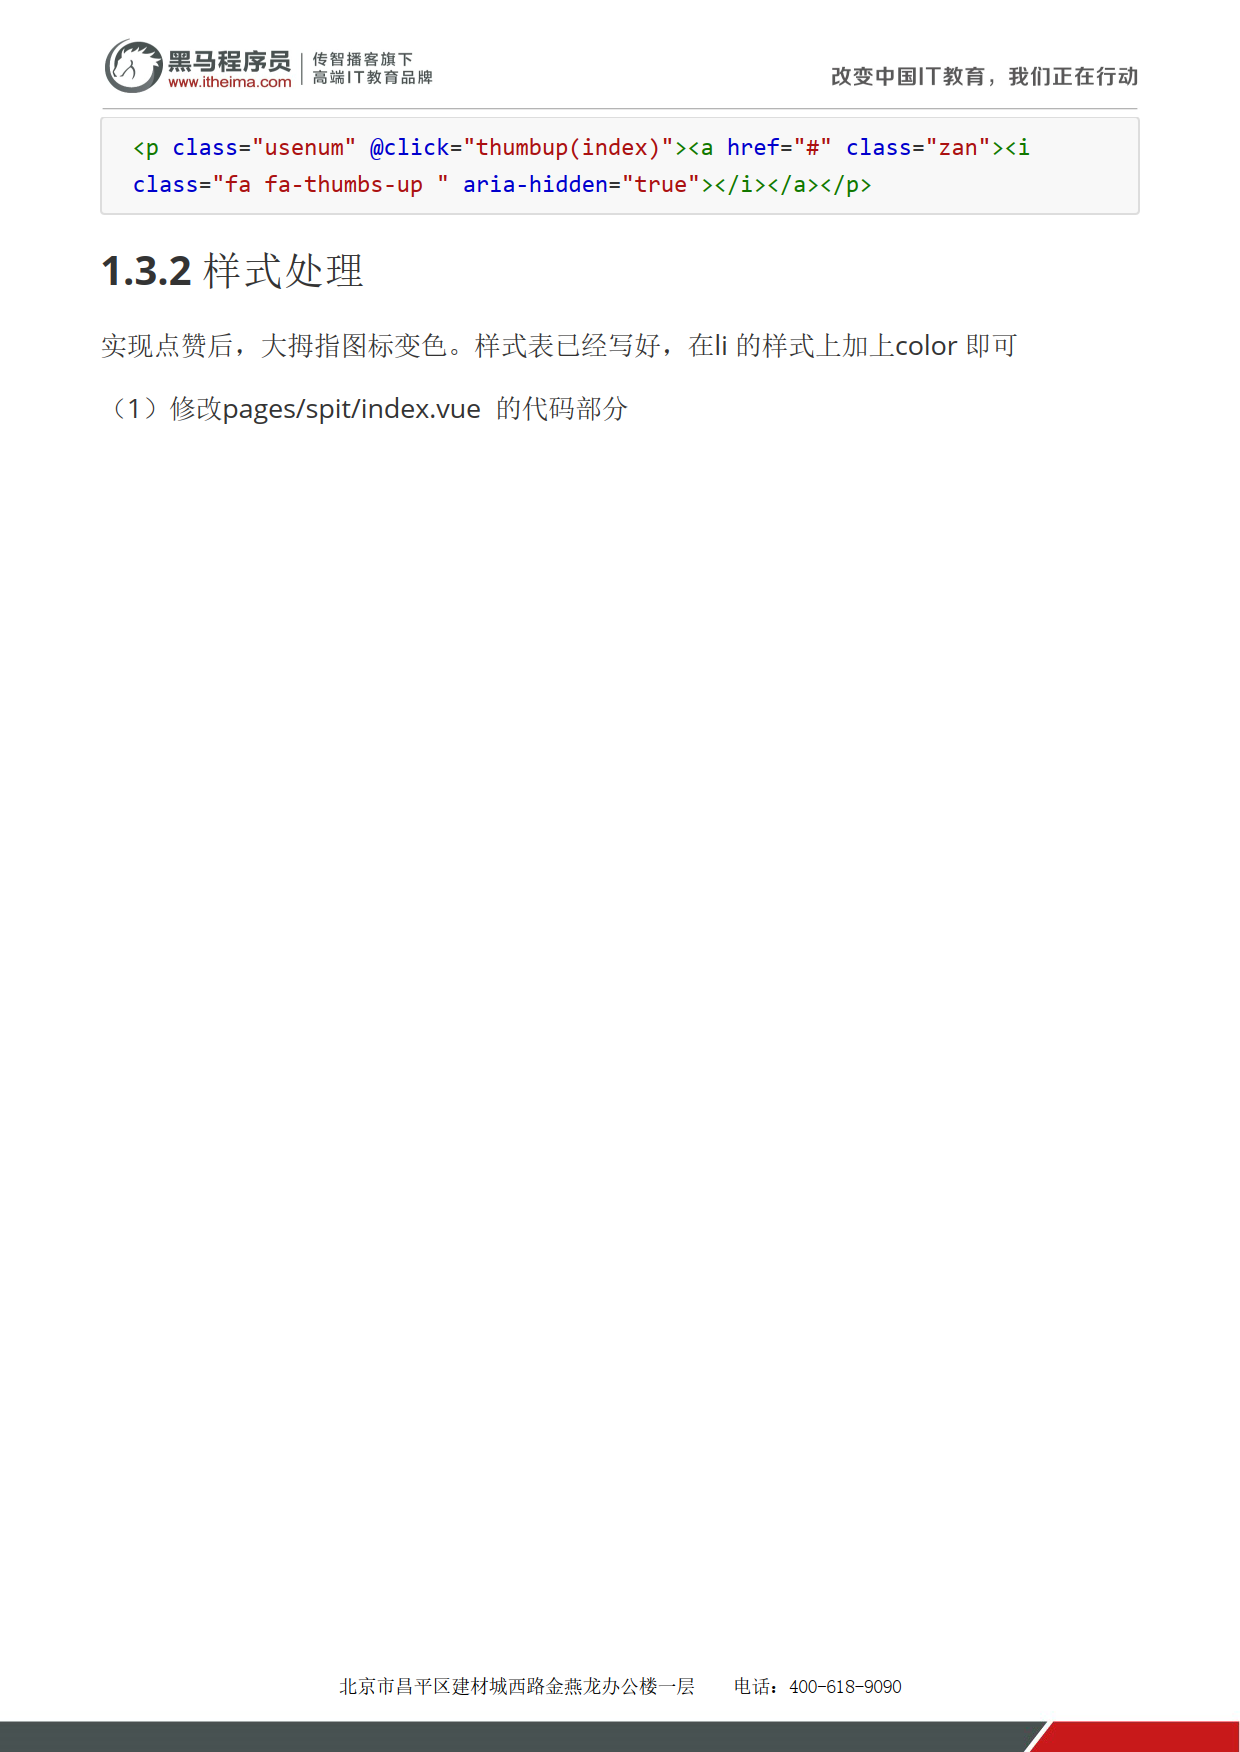 黑马程序员
www.itheima.com
传智播客旗下
高端IT教育品牌
改变中国IT教育，我们正在行动
<p class="usenum" @click="thumbup(index)"><a href="#" class="zan"><i
class="fa fa-thumbs-up " aria-hidden="true"></i></a></p>
1.3.2 样式处理
实现点赞后，大拇指图标变色。样式表已经写好，在li 的样式上加上color 即可
（1）修改pages/spit/index.vue 的代码部分
北京市昌平区建材城西路金燕龙办公楼一层 电话：400-618-9090